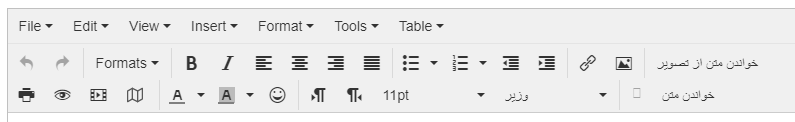 File Edit View Insert Format Tools Table
Formats B I خواندن متن از تصویر
A A 11pt وزیر خواندن متن